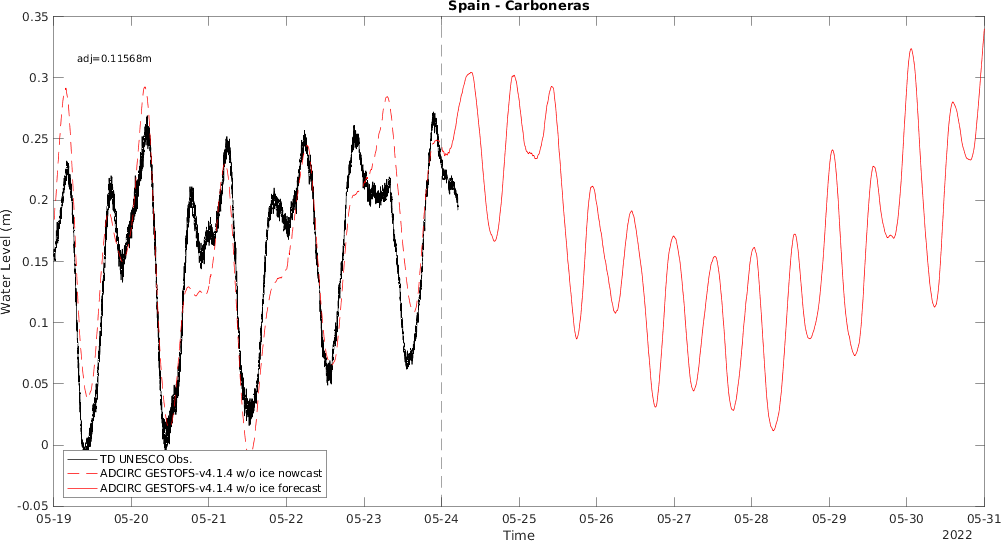 Spain - Carboneras
adj=0.11568m
Water Level (m)
0.35
0.3
0.25
0.2
0.15
0.1
0.05
0
-0.05
TD UNESCO Obs.
ADCIRC GESTOFS-v4.1.4 w/o ice nowcast
ADCIRC GESTOFS-v4.1.4 w/o ice forecast
05-19 05-20 05-21 05-22 05-23 05-24 05-25 05-26 05-27 05-28 05-29 05-30 05-31
Time
2022